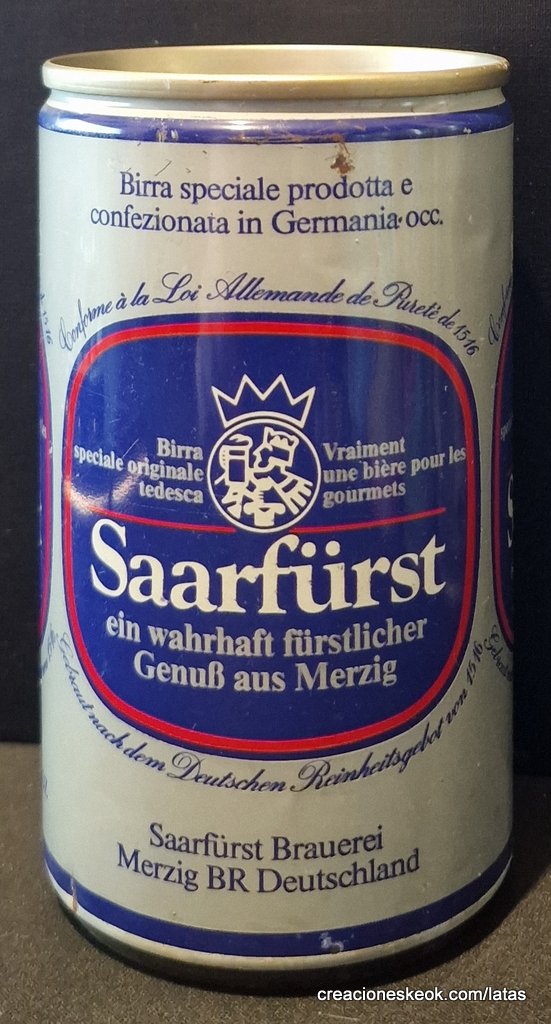 Birra speciale prodotta e
confezionata in Germania occ.
Conforme à la Loi Allemande de Pureté de 1516
Birra
speciale originale
tedesca
Vraiment
une bière pour les
gourmets
Saarfürst
ein wahrhaft fürstlicher
Genuß aus Merzig
Gebraut nach dem Deutschen Reinheitsgebot von 1516
Saarfürst Brauerei
Merzig BR Deutschland
creacioneskeok.com/latas